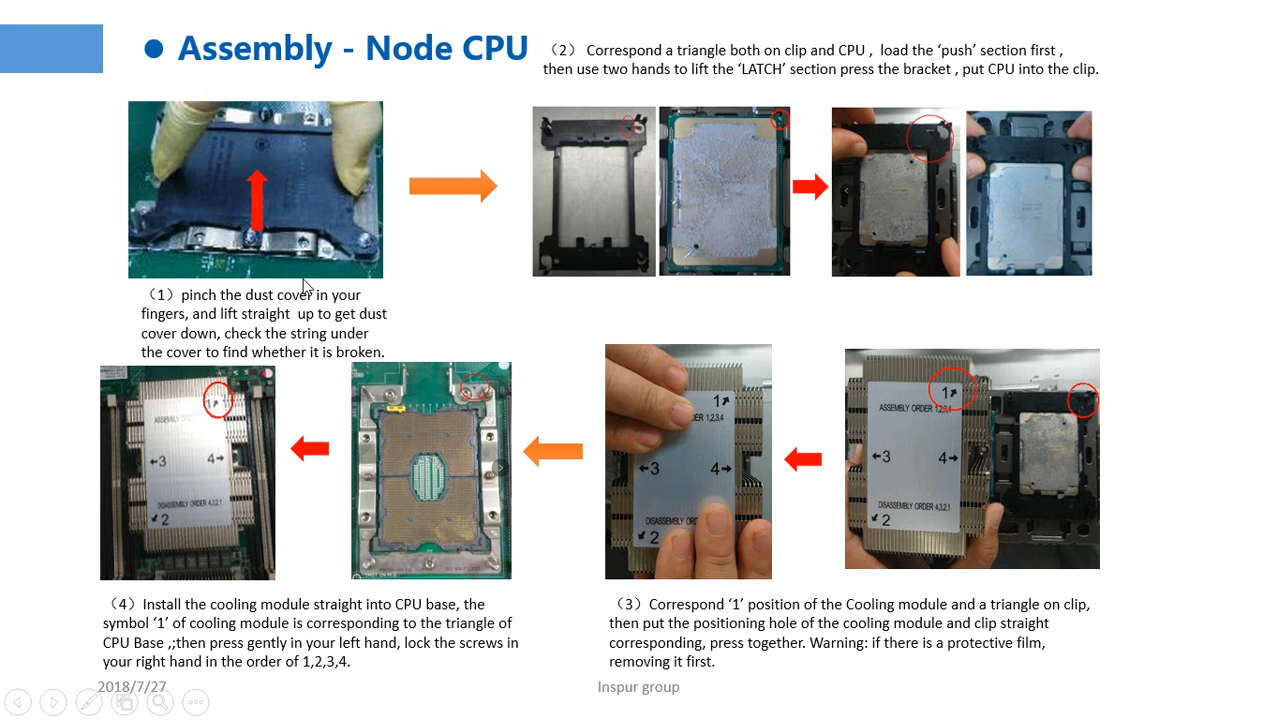 ● Assembly - Node CPU
（2） Correspond a triangle both on clip and CPU , load the ‘push’ section first ,
then use two hands to lift the ‘LATCH’ section press the bracket , put CPU into the clip.
（1）pinch the dust cover in your
fingers, and lift straight up to get dust
cover down, check the string under
the cover to find whether it is broken.
1
ASSEMBLY ORDER
3
4
DISASSEMBLY ORDER 4,3,2,1
2
1
DER 1,2,3,4
3
4
DISASSEMBLY ORD
2
1
ASSEMBLY ORDER 1,2,3,4
3
4
DISASSEMBLY ORDER 4,3,2,1
2
（4）Install the cooling module straight into CPU base, the
symbol ‘1’ of cooling module is corresponding to the triangle of
CPU Base ,;then press gently in your left hand, lock the screws in
your right hand in the order of 1,2,3,4.
（3）Correspond ‘1’ position of the Cooling module and a triangle on clip,
then put the positioning hole of the cooling module and clip straight
corresponding, press together. Warning: if there is a protective film,
removing it first.
2018/7/27
Inspur group